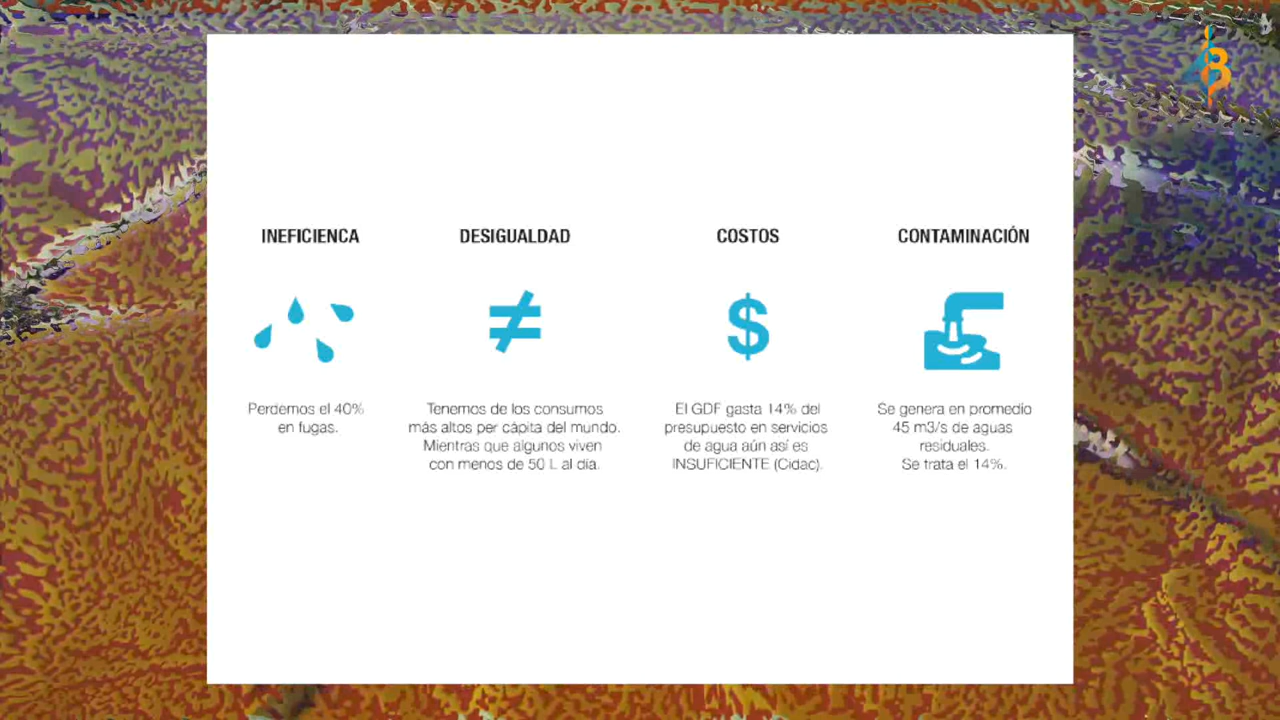 INEFICIENCA
Perdemos el 40%
en fugas.
DESIGUALDAD
Tenemos de los consumos
más altos per cápita del mundo.
Mientras que algunos viven
con menos de 50 L al día.
COSTOS
El GDF gasta 14% del
presupuesto en servicios
de agua aún así es
INSUFICIENTE (Cidac).
CONTAMINACIÓN
Se genera en promedio
45 m3/s de aguas
residuales.
Se trata el 14%.